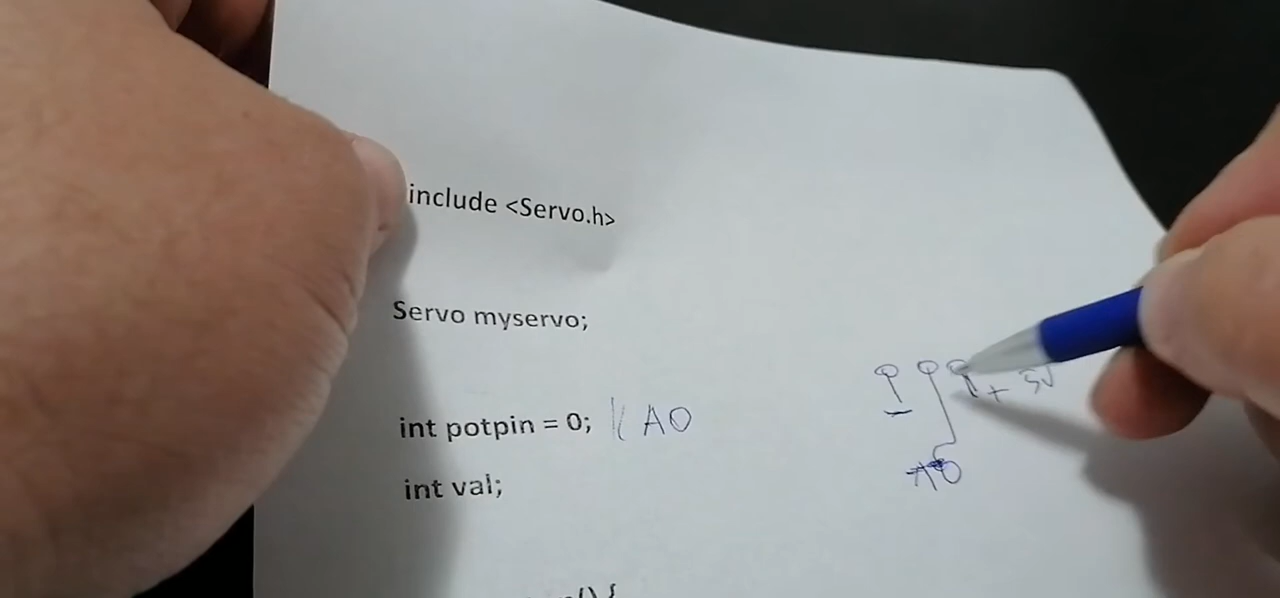 include <Servo.h>
Servo myservo;
int potpin = 0; // A0
int val;
- + 5V
A0
() {